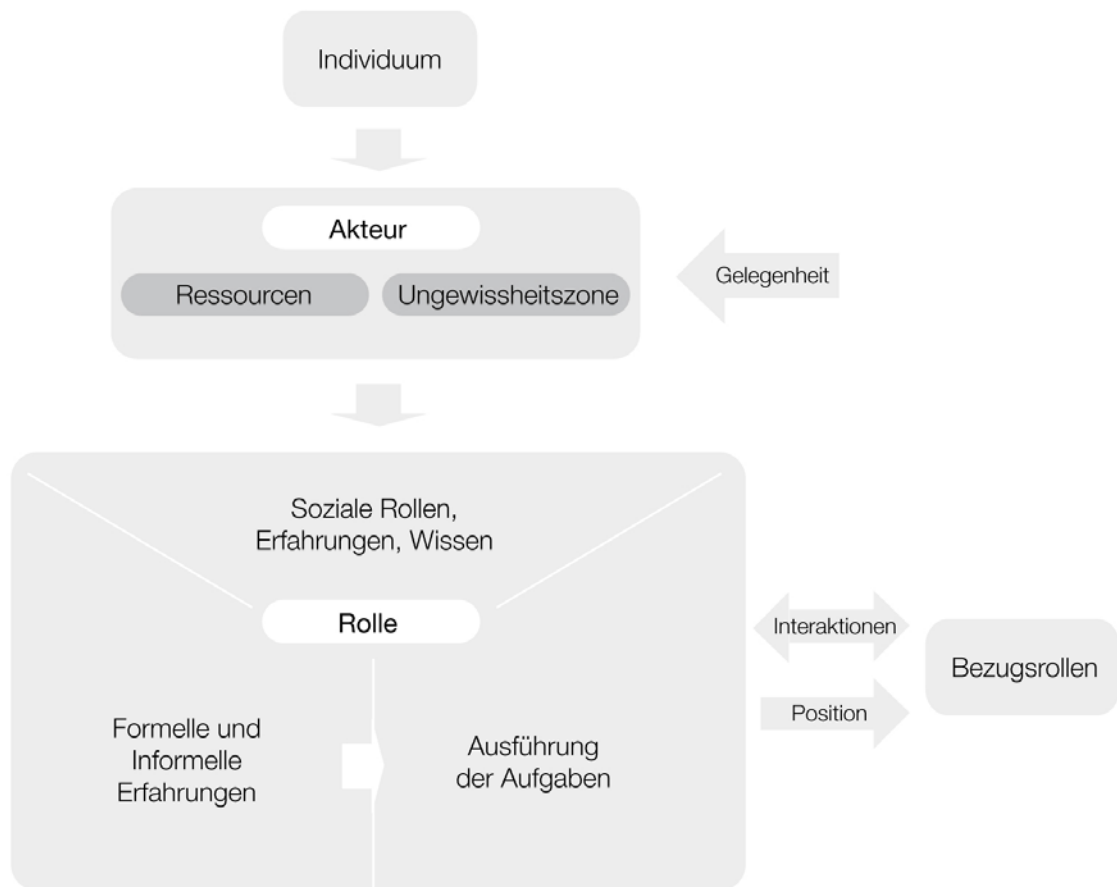 Individuum
Akteur
Ressourcen
Ungewissheitszone
Gelegenheit
Soziale Rollen,
Erfahrungen, Wissen
Rolle
Interaktionen
Bezugsrollen
Position
Formelle und
Informelle
Erfahrungen
Ausführung
der Aufgaben